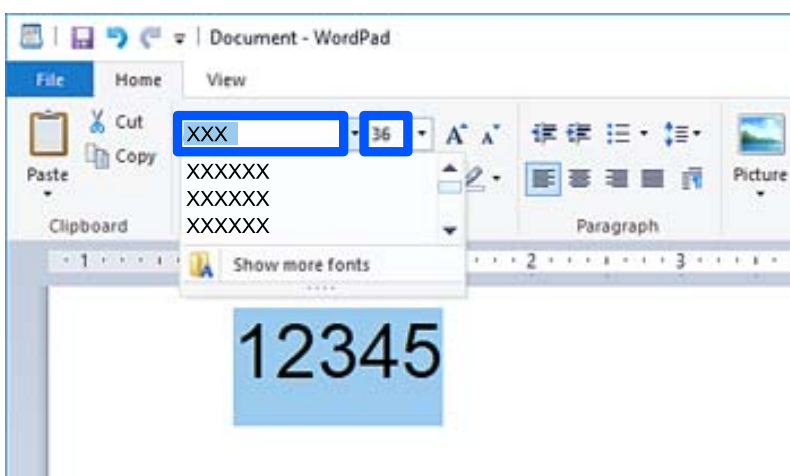 Document - WordPad
File Home View
Cut
XXX 36 A A
Copy
Paste
XXXXXX
XXXXXX
XXXXXX
Picture
Clipboard Paragraph
1 2 3
Show more fonts
12345